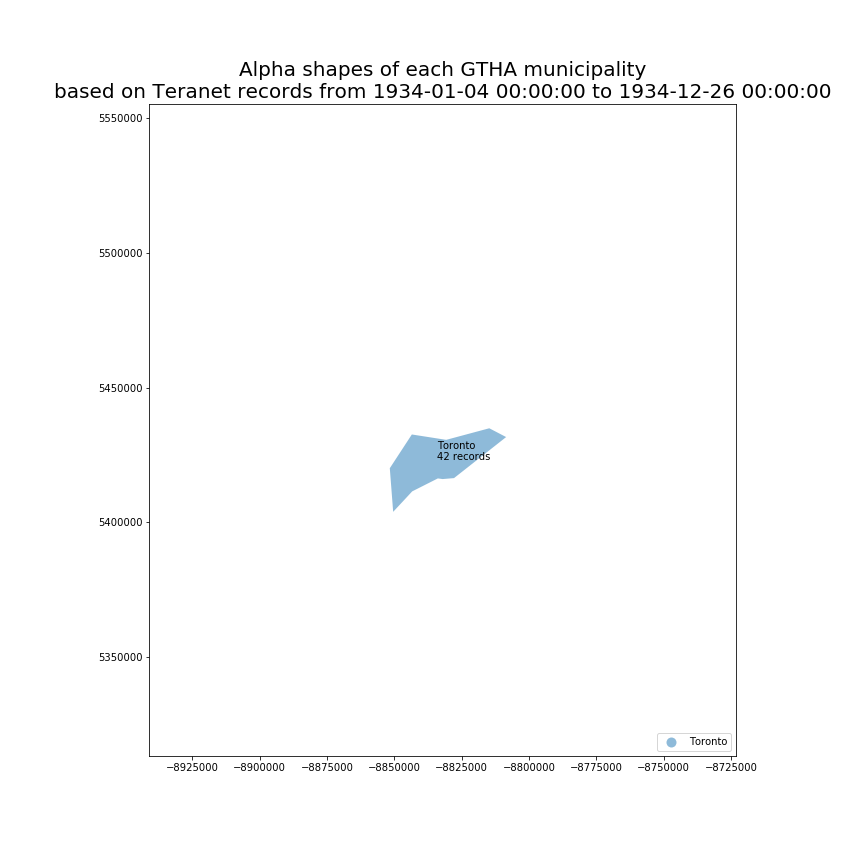 Alpha shapes of each GTHA municipality
based on Teranet records from 1934-01-04 00:00:00 to 1934-12-26 00:00:00
5550000
5500000
5450000
5400000
5350000
Toronto
42 records
Toronto
−8925000 −8900000 −8875000 −8850000 −8825000 −8800000 −8775000 −8750000 −8725000